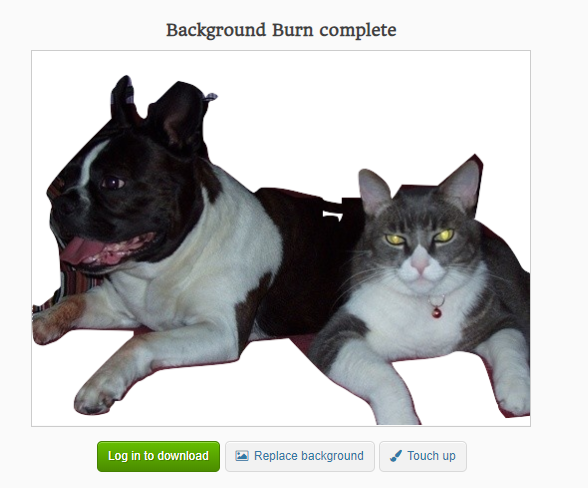 Background Burn complete
Log in to download
Replace background
Touch up